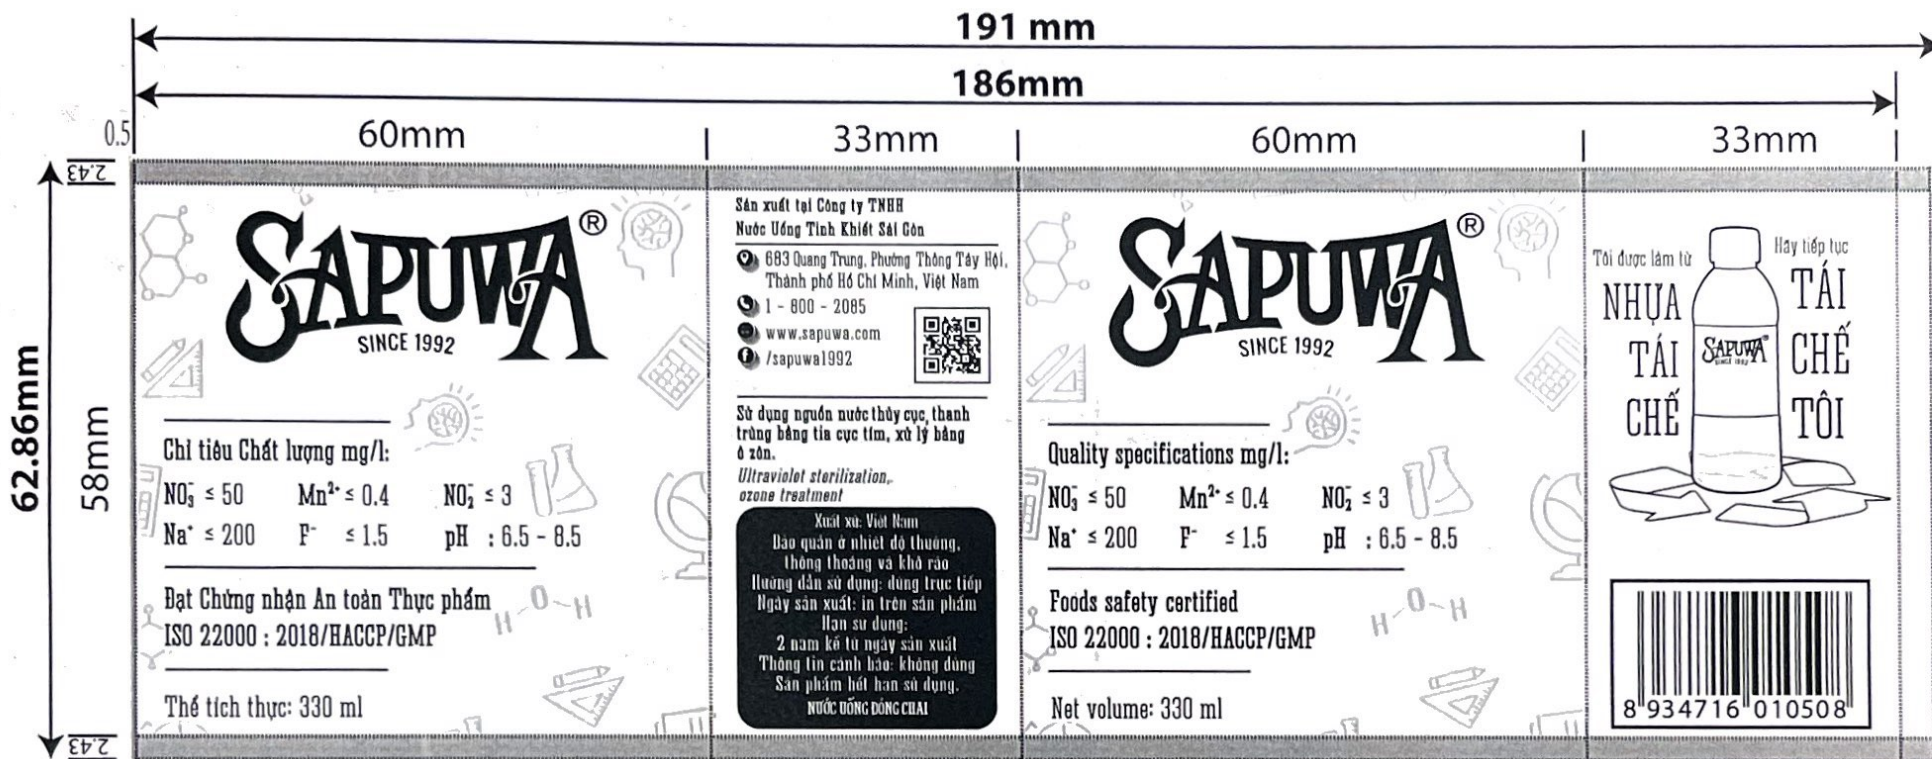 191 mm
186mm
0.5
60mm
33mm
60mm
33mm
2.43
62.86mm
58mm
2.43
SAPUWA®
SINCE 1992
Chỉ tiêu Chất lượng mg/l:
NO₃⁻ ≤ 50 Mn²⁺ ≤ 0.4 NO₂⁻ ≤ 3
Na⁺ ≤ 200 F⁻ ≤ 1.5 pH : 6.5 - 8.5
Đạt Chứng nhận An toàn Thực phẩm
ISO 22000 : 2018/HACCP/GMP
H-O-H
Thể tích thực: 330 ml
Sản xuất tại Công ty TNHH
Nước Uống Tinh Khiết Sài Gòn
683 Quang Trung, Phường Thông Tây Hội,
Thành phố Hồ Chí Minh, Việt Nam
1 - 800 - 2085
www.sapuwa.com
/sapuwa1992
Sử dụng nguồn nước thủy cục, thanh
trùng bằng tia cực tím, xử lý bằng
ô zôn.
Ultraviolet sterilization,
ozone treatment
Xuất xứ: Việt Nam
Bảo quản ở nhiệt độ thường,
thông thoáng và khô ráo
Hướng dẫn sử dụng: dùng trực tiếp
Ngày sản xuất: in trên sản phẩm
Hạn sử dụng:
2 năm kể từ ngày sản xuất
Thông tin cảnh báo: không dùng
Sản phẩm hết hạn sử dụng.
NƯỚC UỐNG ĐÓNG CHAI
SAPUWA®
SINCE 1992
Quality specifications mg/l:
NO₃⁻ ≤ 50 Mn²⁺ ≤ 0.4 NO₂⁻ ≤ 3
Na⁺ ≤ 200 F⁻ ≤ 1.5 pH : 6.5 - 8.5
Foods safety certified
ISO 22000 : 2018/HACCP/GMP
H-O-H
Net volume: 330 ml
Tôi được làm từ
NHỰA
TÁI
CHẾ
Hãy tiếp tục
TÁI
CHẾ
TÔI
SAPUWA®
SINCE 1992
8 934716 010508